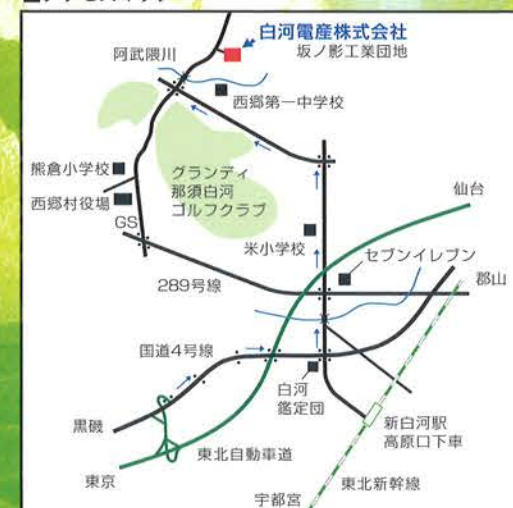 白河電産株式会社
坂ノ影工業団地
阿武隈川
西郷第一中学校
熊倉小学校
西郷村役場
GS
グランディ
那須白河
ゴルフクラブ
仙台
米小学校
セブンイレブン
289号線
郡山
国道4号線
白河
鑑定団
黒磯
新白河駅
高原口下車
東北自動車道
東京
東北新幹線
宇都宮